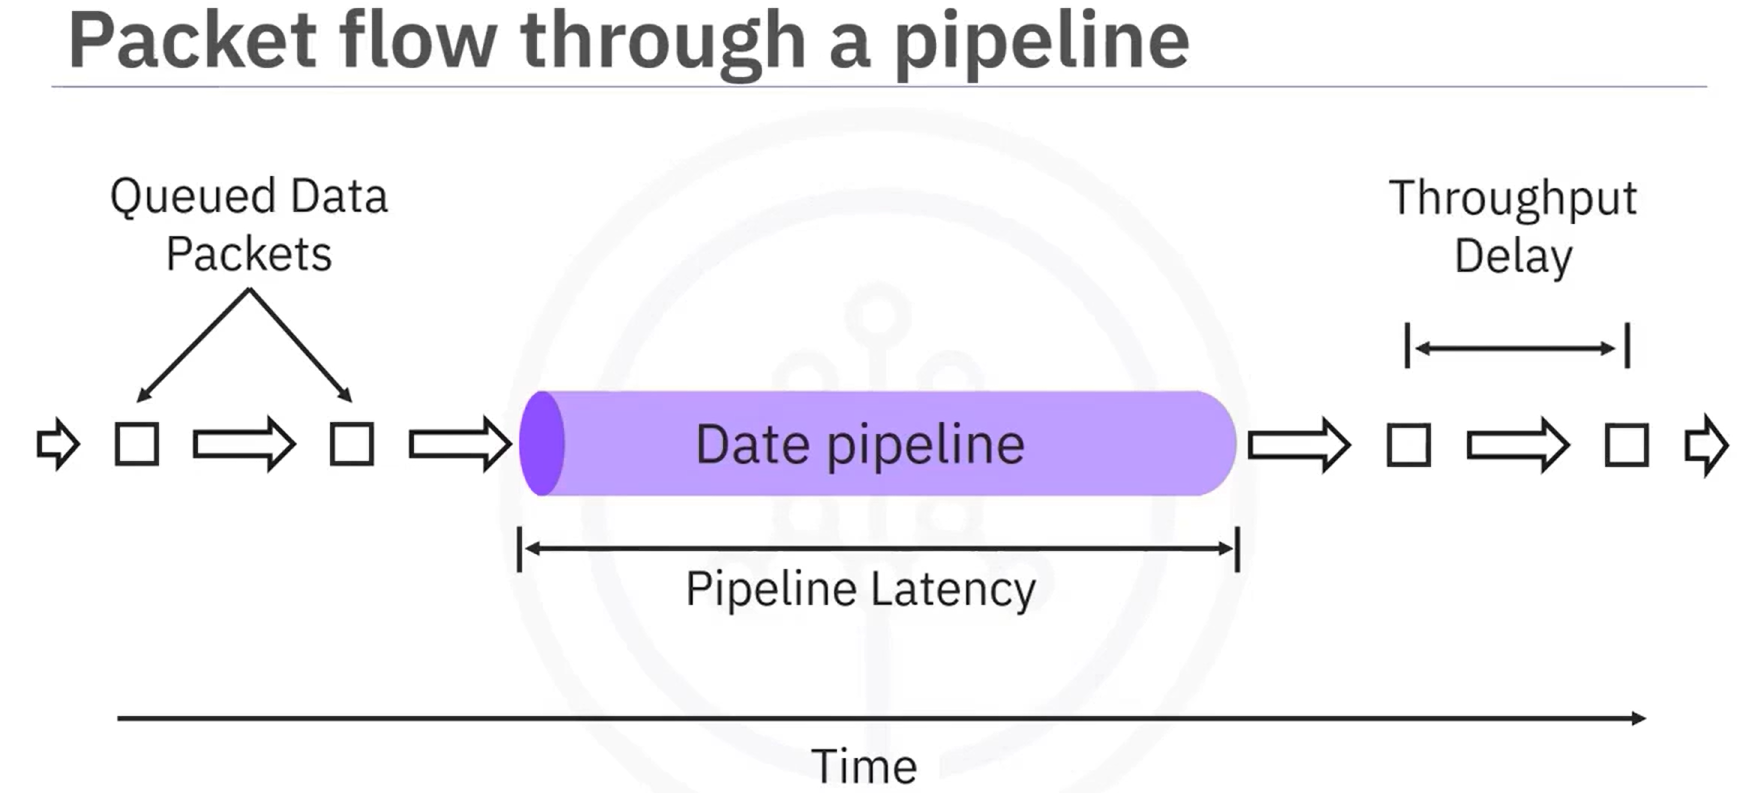 Packet flow through a pipeline
Queued Data
Packets
Throughput
Delay
Date pipeline
Pipeline Latency
Time